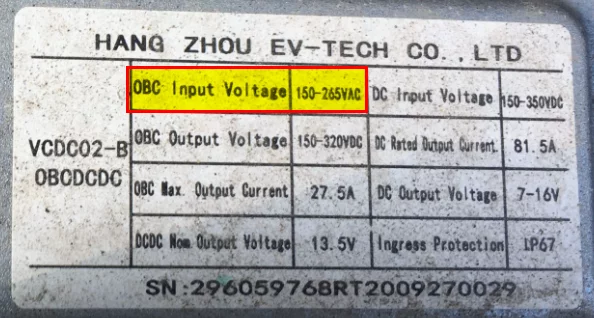 HANG ZHOU EV-TECH CO., LTD
VCDC02-B
OBCDCDC
OBC Input Voltage 150-265VAC DC Input Voltage 150-350VDC
OBC Output Voltage 150-320VDC DC Rated Output Current 81.5A
OBC Max. Output Current 27.5A DC Output Voltage 7-16V
DCDC Nom Output Voltage 13.5V Ingress Protection IP67
SN:296059768RT2009270029